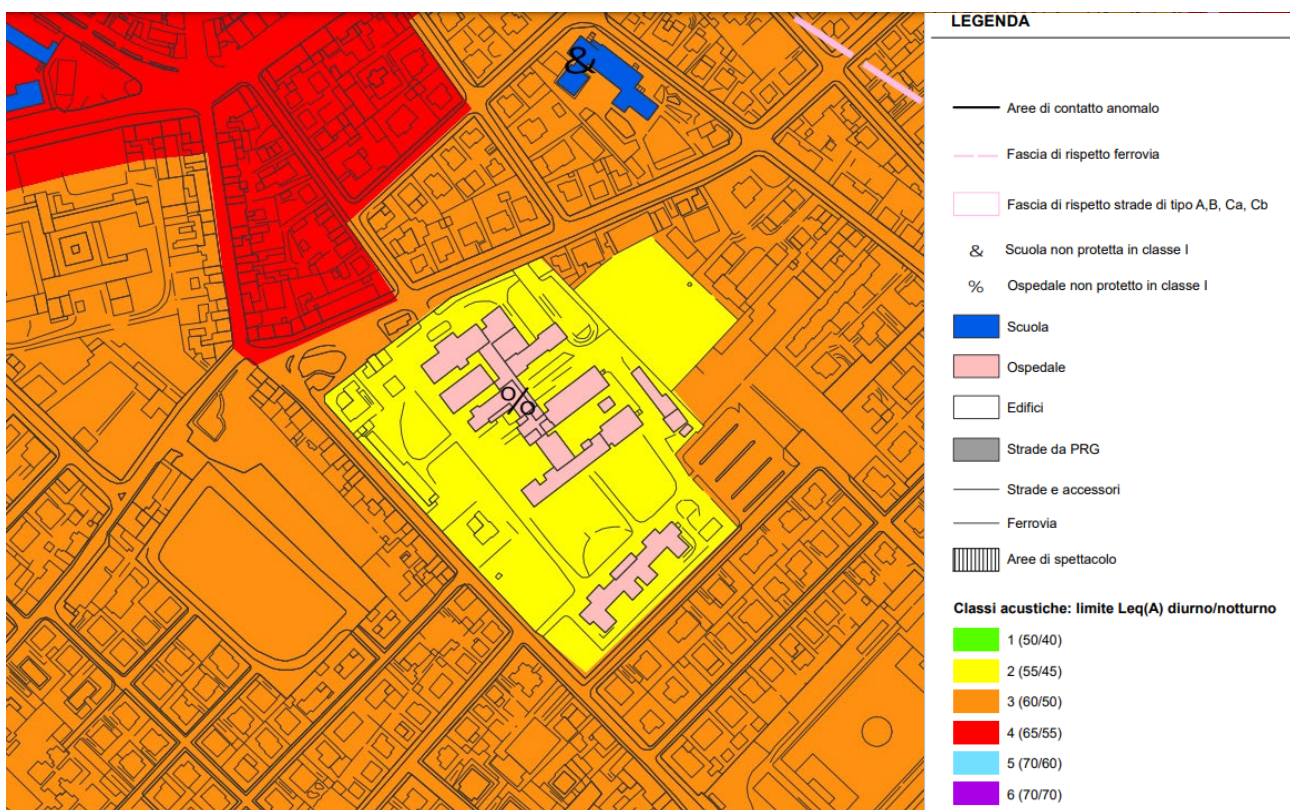 &
%
LEGENDA
Aree di contatto anomalo
Fascia di rispetto ferrovia
Fascia di rispetto strade di tipo A,B, Ca, Cb
& Scuola non protetta in classe I
% Ospedale non protetto in classe I
Scuola
Ospedale
Edifici
Strade da PRG
Strade e accessori
Ferrovia
Aree di spettacolo
Classi acustiche: limite Leq(A) diurno/notturno
1 (50/40)
2 (55/45)
3 (60/50)
4 (65/55)
5 (70/60)
6 (70/70)